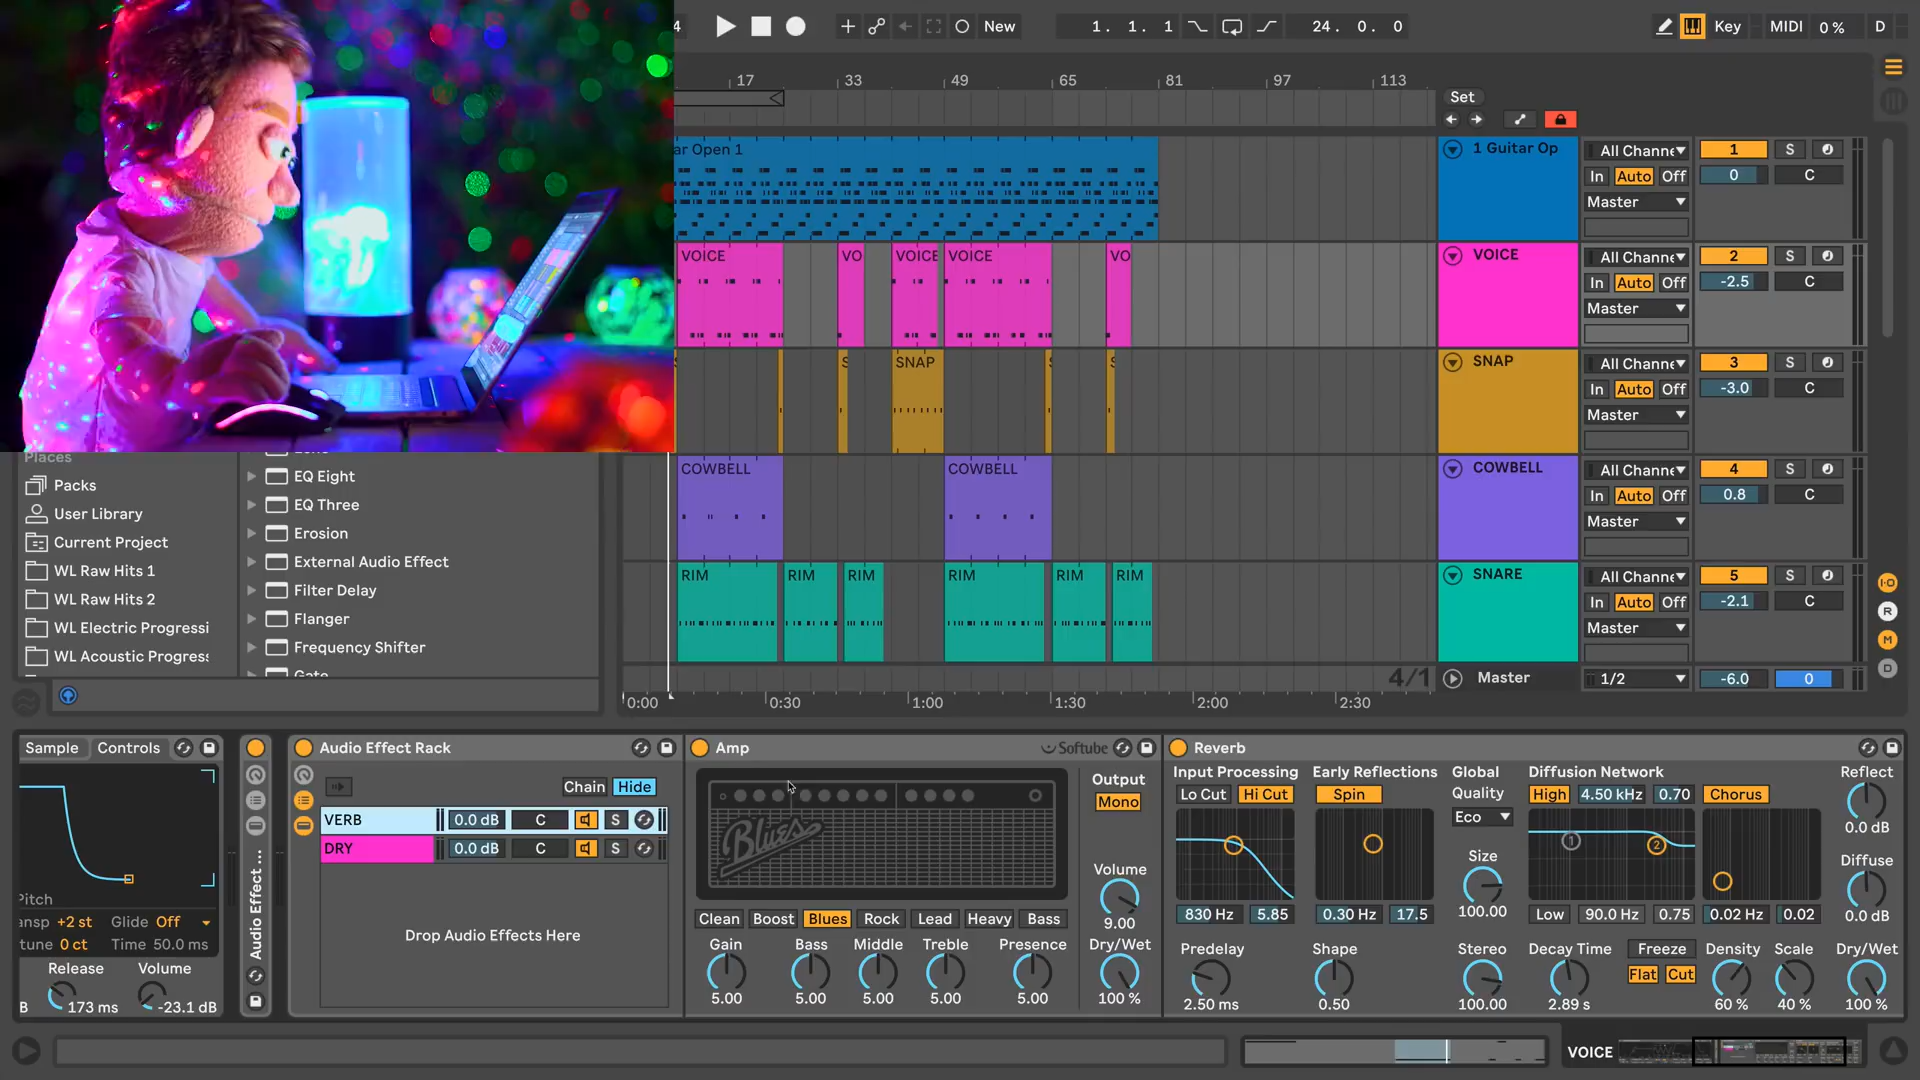 4 New 1. 1. 1 24. 0. 0 Key MIDI 0 % D
17 33 49 65 81 97 113
Set
ar Open 1 1 Guitar Op All Channe 1 S 0 C
In Auto Off
Master
VOICE VO VOICE VOICE VO VOICE All Channe 2 S -2.5 C
In Auto Off
Master
S S SNAP S S SNAP All Channe 3 S -3.0 C
In Auto Off
Master
COWBELL COWBELL COWBELL All Channe 4 S 0.8 C
In Auto Off
Master
RIM RIM RIM RIM RIM RIM SNARE All Channe 5 S -2.1 C
In Auto Off
Master
4/1 Master 1/2 -6.0 0
0:00 0:30 1:00 1:30 2:00 2:30
I·O
R
M
D
Places
Packs
User Library
Current Project
WL Raw Hits 1
WL Raw Hits 2
WL Electric Progressi
WL Acoustic Progres
EQ Eight
EQ Three
Erosion
External Audio Effect
Filter Delay
Flanger
Frequency Shifter
Gate
Sample Controls
Pitch
ansp +2 st Glide Off
tune 0 ct Time 50.0 ms
Release Volume
B 173 ms -23.1 dB
Audio Effect ...
Audio Effect Rack
Chain Hide
VERB 0.0 dB C S
DRY 0.0 dB C S
Drop Audio Effects Here
Amp Softube
Blues
Output
Mono
Volume
9.00
Clean Boost Blues Rock Lead Heavy Bass
Gain Bass Middle Treble Presence Dry/Wet
5.00 5.00 5.00 5.00 5.00 100 %
Reverb
Input Processing Early Reflections Global Diffusion Network Reflect
Lo Cut Hi Cut Spin Quality High 4.50 kHz 0.70 Chorus
Eco 0.0 dB
1 2
Size Diffuse
830 Hz 5.85 0.30 Hz 17.5 100.00 Low 90.0 Hz 0.75 0.02 Hz 0.02 0.0 dB
Predelay Shape Stereo Decay Time Freeze Density Scale Dry/Wet
Flat Cut
2.50 ms 0.50 100.00 2.89 s 60 % 40 % 100 %
VOICE